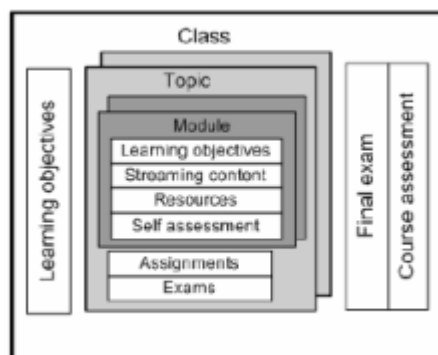 Class
Learning objectives
Topic
Module
Learning objectives
Streaming content
Resources
Self assessment
Assignments
Exams
Final exam
Course assessment